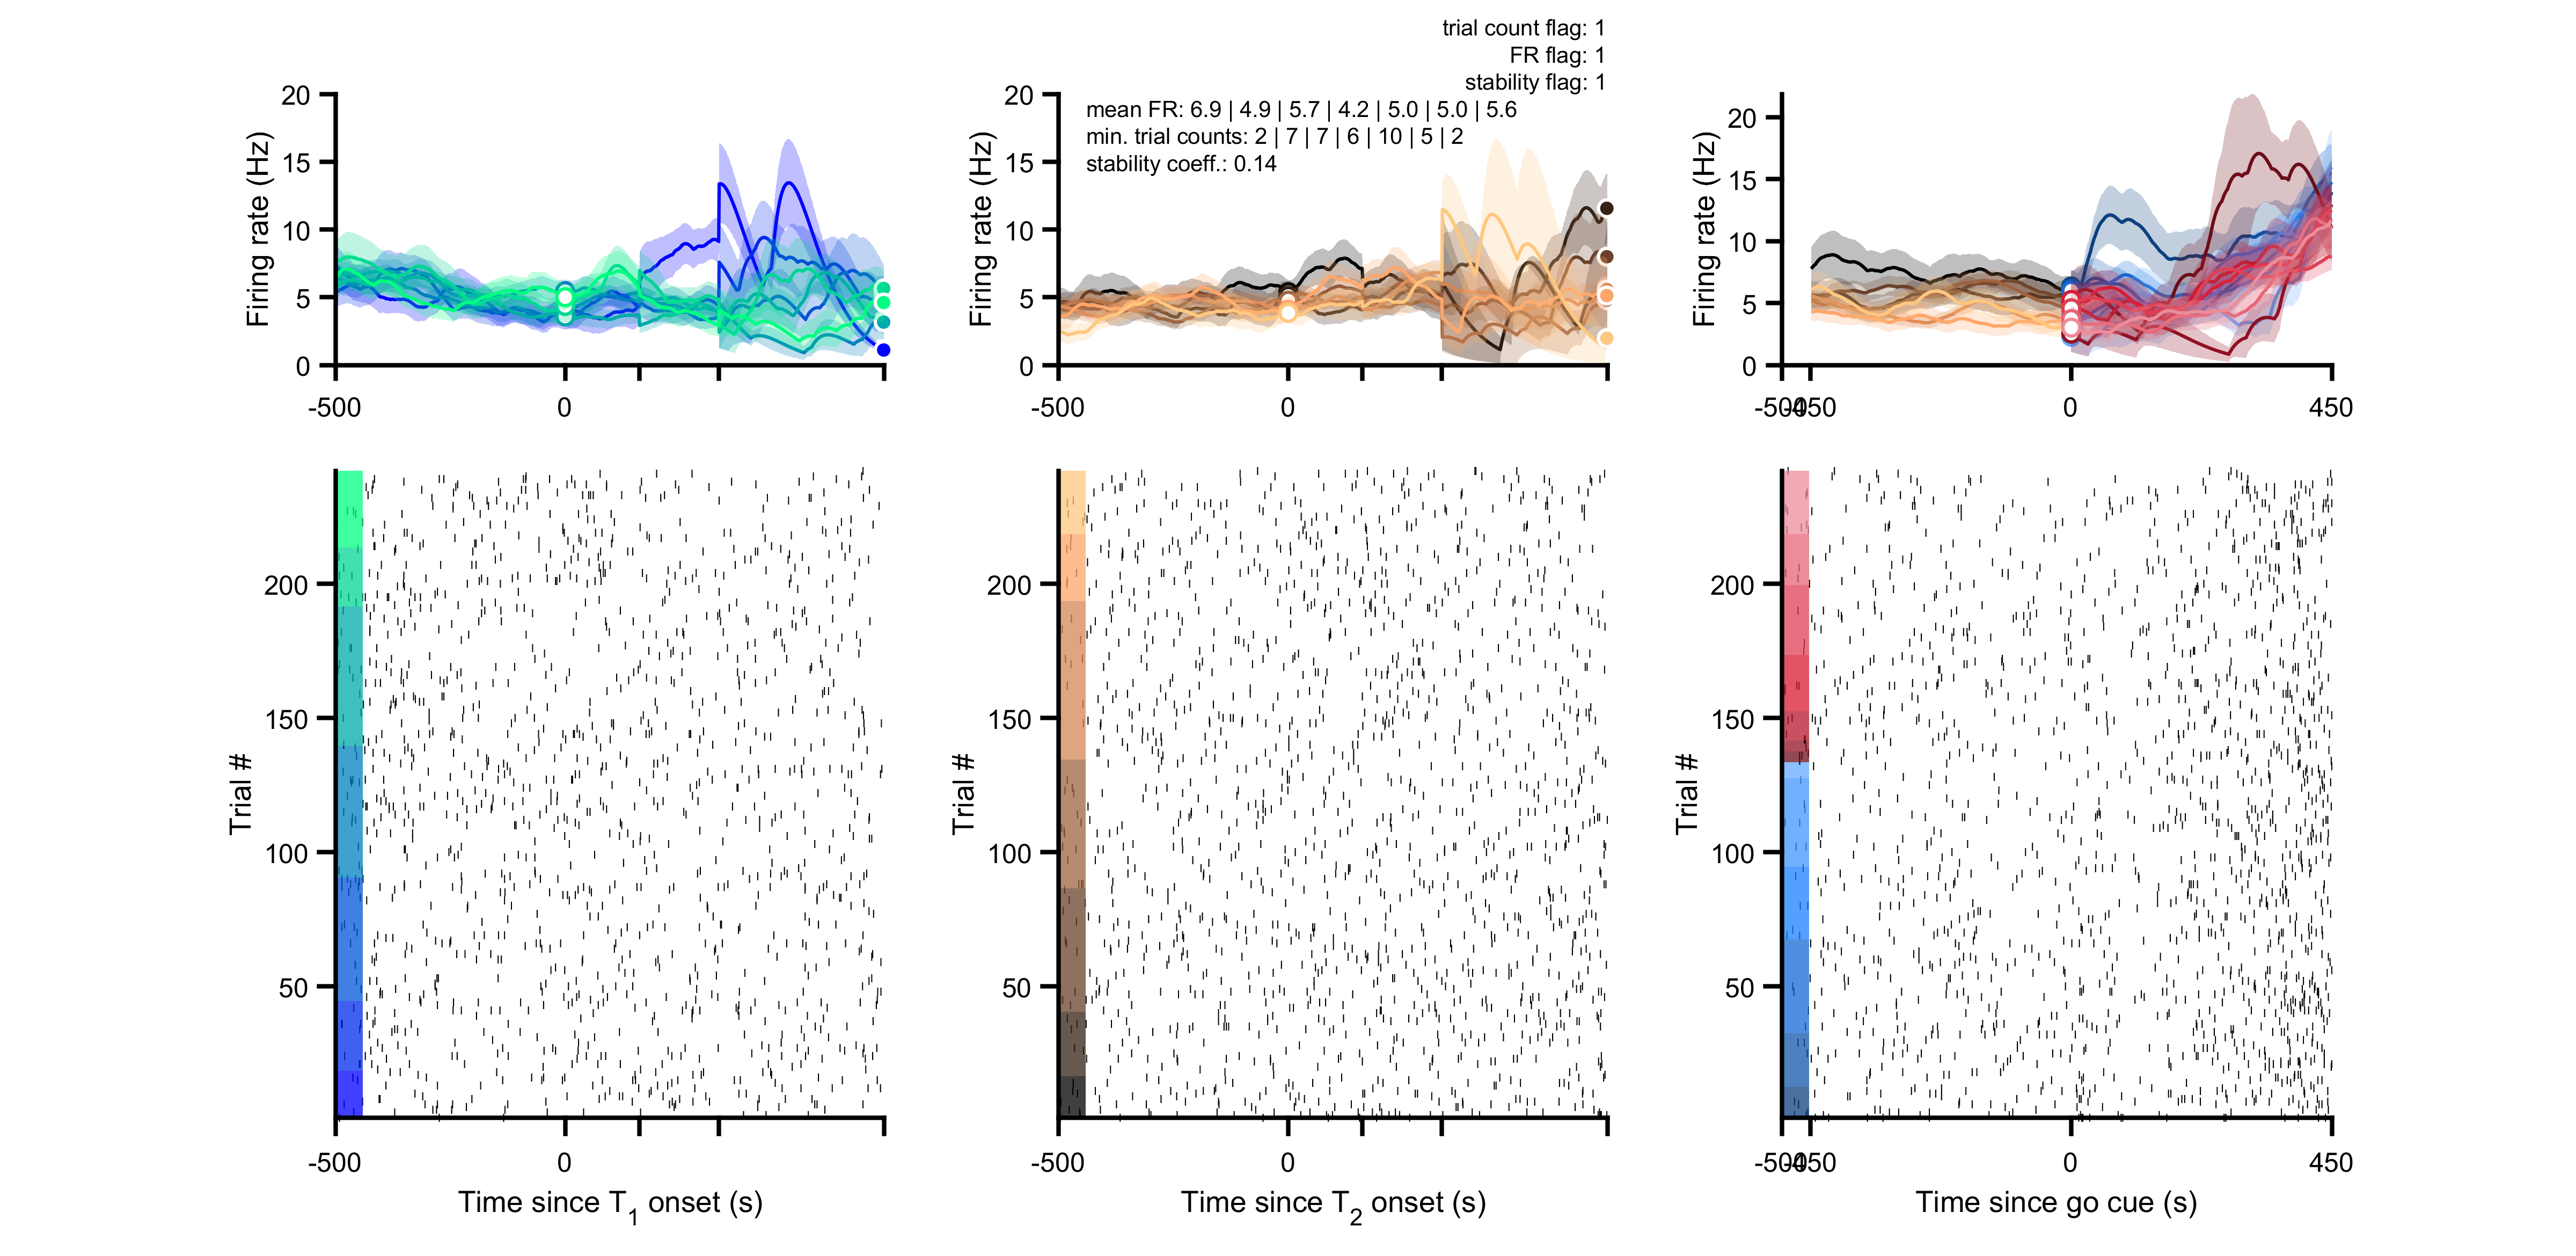 trial count flag: 1
FR flag: 1
stability flag: 1
mean FR: 6.9 | 4.9 | 5.7 | 4.2 | 5.0 | 5.0 | 5.6
min. trial counts: 2 | 7 | 7 | 6 | 10 | 5 | 2
stability coeff.: 0.14
Firing rate (Hz)
20
15
10
5
0
-500
0
Firing rate (Hz)
20
15
10
5
0
-500
0
Firing rate (Hz)
20
15
10
5
0
-500
-450
0
450
Trial #
200
150
100
50
-500
0
Time since T1 onset (s)
Trial #
200
150
100
50
-500
0
Time since T2 onset (s)
Trial #
200
150
100
50
-500
-450
0
450
Time since go cue (s)